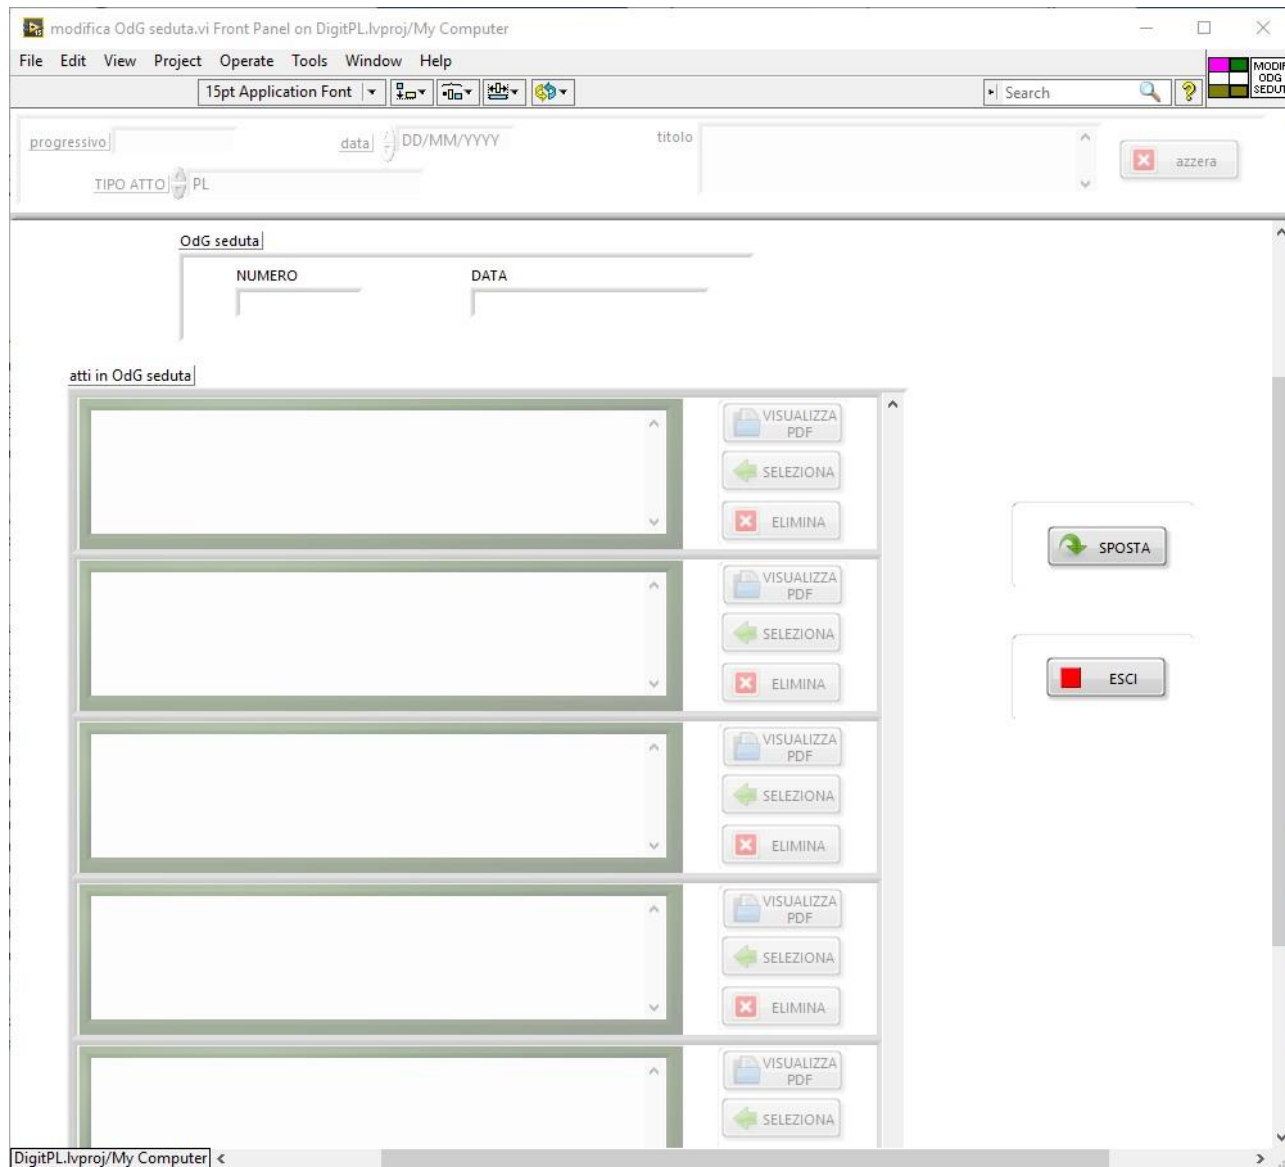 modifica OdG seduta.vi Front Panel on DigitPL.lvproj/My Computer
File Edit View Project Operate Tools Window Help
15pt Application Font
Search
MODIF
ODG
SEDUT
progressivo
data
DD/MM/YYYY
titolo
azzera
TIPO ATTO
PL
OdG seduta
NUMERO
DATA
atti in OdG seduta
VISUALIZZA
PDF
SELEZIONA
ELIMINA
SPOSTA
VISUALIZZA
PDF
SELEZIONA
ELIMINA
ESCI
VISUALIZZA
PDF
SELEZIONA
ELIMINA
VISUALIZZA
PDF
SELEZIONA
ELIMINA
VISUALIZZA
PDF
SELEZIONA
DigitPL.lvproj/My Computer